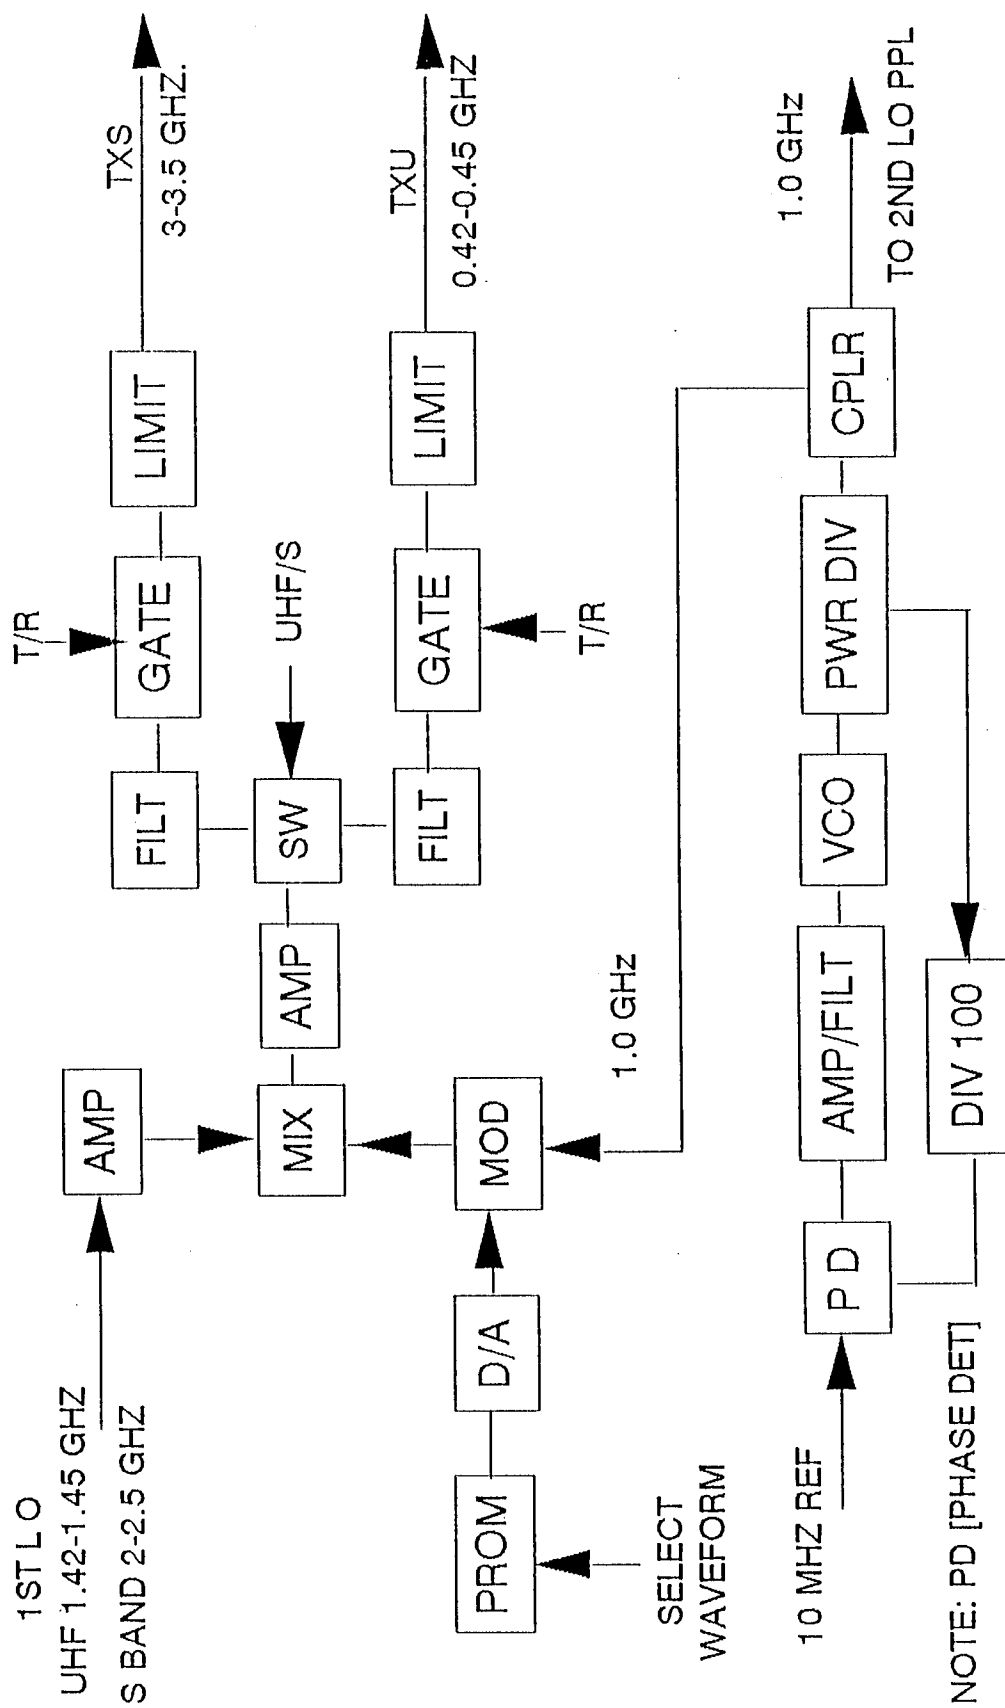 1ST LO
UHF 1.42-1.45 GHZ
S BAND 2-2.5 GHZ
AMP
T/R
FILT
GATE
LIMIT
TXS
3-3.5 GHZ.
MIX
AMP
SW
UHF/S
FILT
GATE
LIMIT
TXU
0.42-0.45 GHZ
T/R
PROM
D/A
MOD
SELECT
WAVEFORM
1.0 GHz
10 MHZ REF
P D
AMP/FILT
VCO
PWR DIV
CPLR
1.0 GHz
TO 2ND LO PPL
DIV 100
NOTE: PD [PHASE DET]